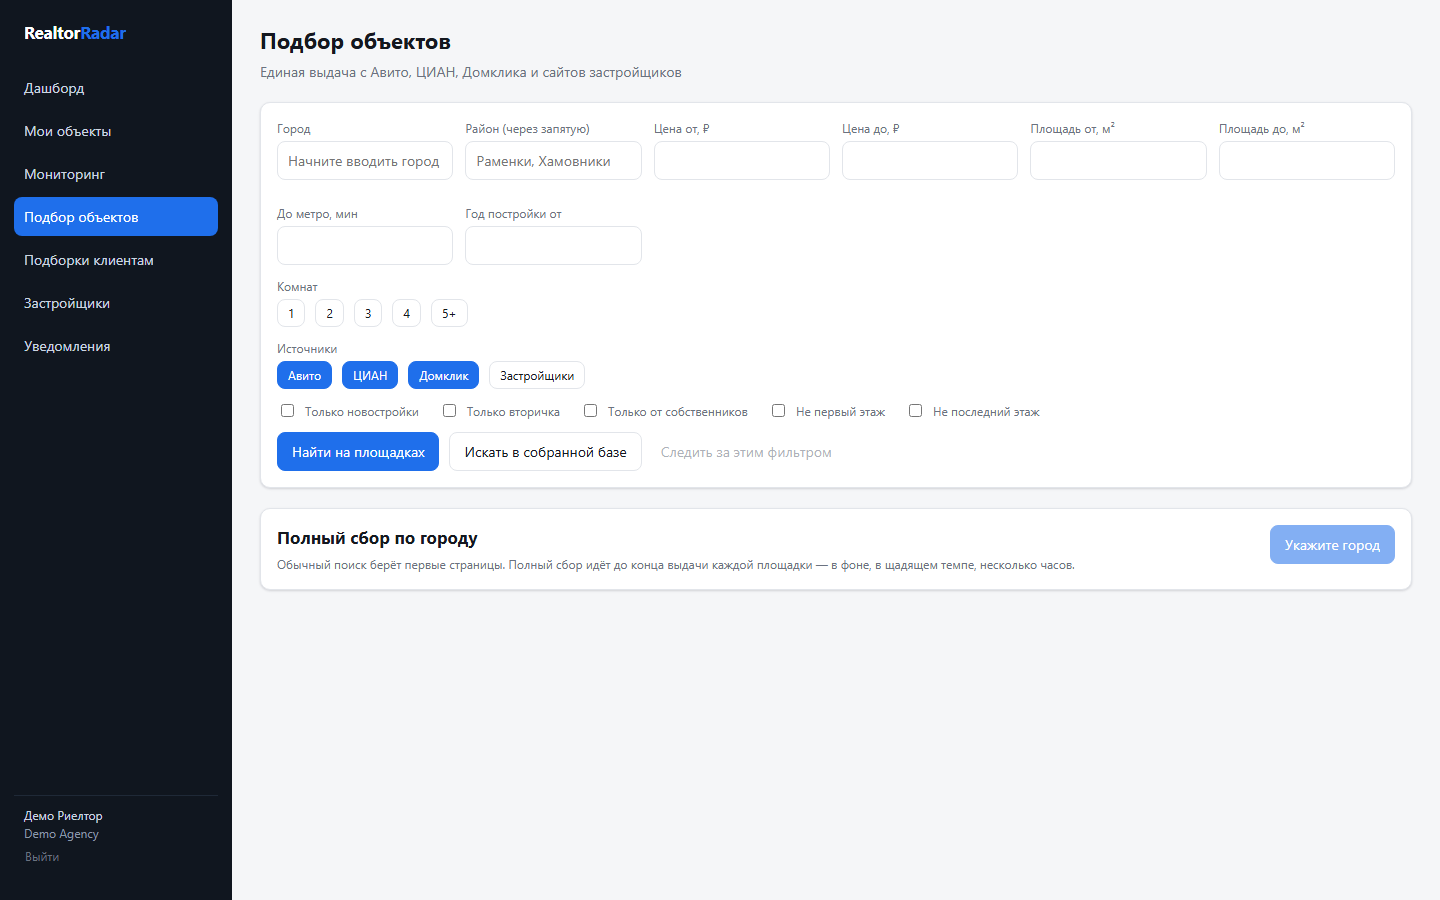 RealtorRadar
Дашборд
Мои объекты
Мониторинг
Подбор объектов
Подборки клиентам
Застройщики
Уведомления
Демо Риелтор
Demo Agency
Выйти
Подбор объектов
Единая выдача с Авито, ЦИАН, Домклика и сайтов застройщиков
Город
Район (через запятую)
Цена от, ₽
Цена до, ₽
Площадь от, м²
Площадь до, м²
Начните вводить город
Раменки, Хамовники
До метро, мин
Год постройки от
Комнат
1 2 3 4 5+
Источники
Авито ЦИАН Домклик Застройщики
Только новостройки Только вторичка Только от собственников Не первый этаж Не последний этаж
Найти на площадках Искать в собранной базе Следить за этим фильтром
Полный сбор по городу
Обычный поиск берёт первые страницы. Полный сбор идёт до конца выдачи каждой площадки — в фоне, в щадящем темпе, несколько часов.
Укажите город